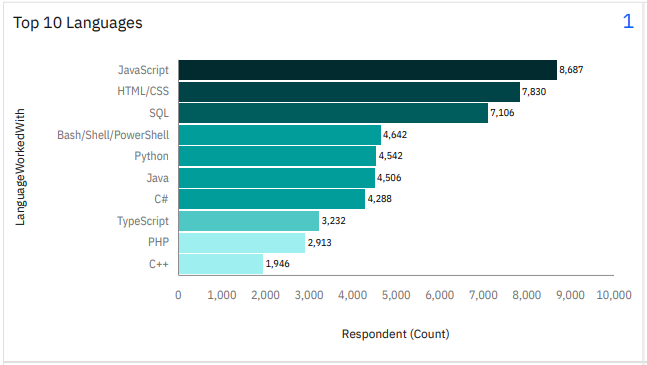 Top 10 Languages
1
LanguageWorkedWith
JavaScript 8,687
HTML/CSS 7,830
SQL 7,106
Bash/Shell/PowerShell 4,642
Python 4,542
Java 4,506
C# 4,288
TypeScript 3,232
PHP 2,913
C++ 1,946
0 1,000 2,000 3,000 4,000 5,000 6,000 7,000 8,000 9,000 10,000
Respondent (Count)